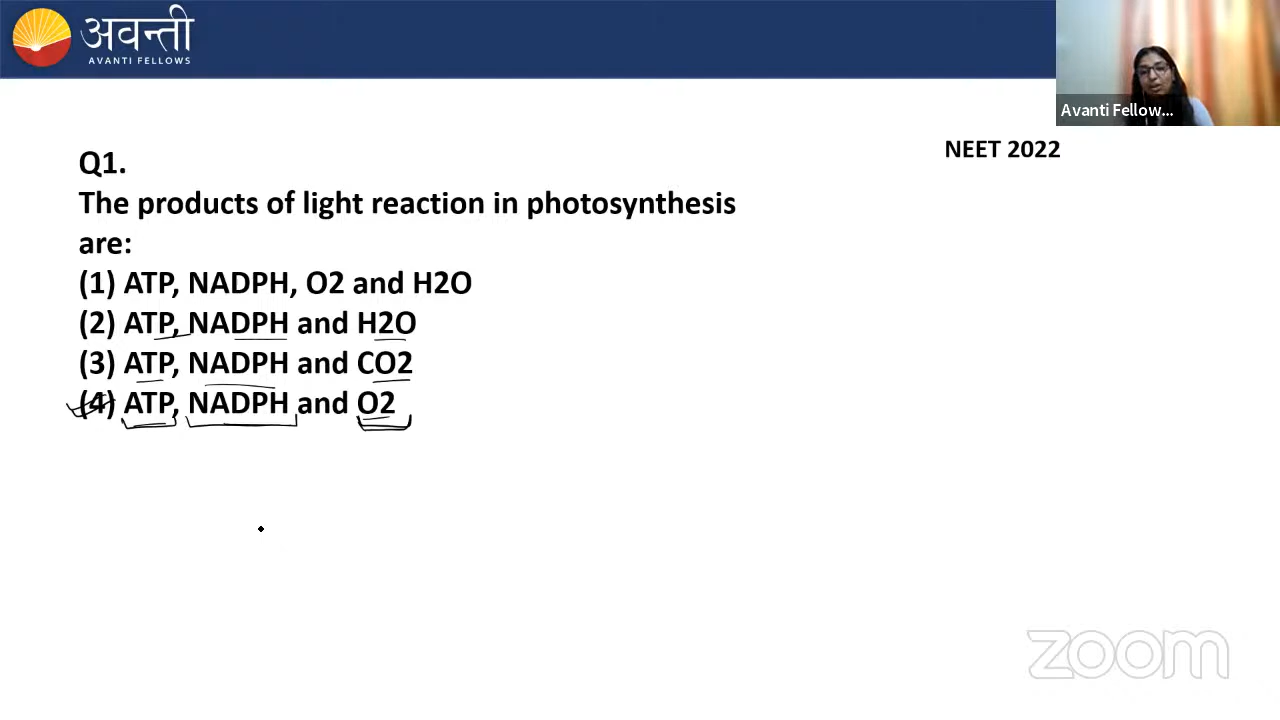 अवन्ती
AVANTI FELLOWS
Avanti Fellow...
NEET 2022
Q1.
The products of light reaction in photosynthesis
are:
(1) ATP, NADPH, O2 and H2O
(2) ATP, NADPH and H2O
(3) ATP, NADPH and CO2
(4) ATP, NADPH and O2
zoom